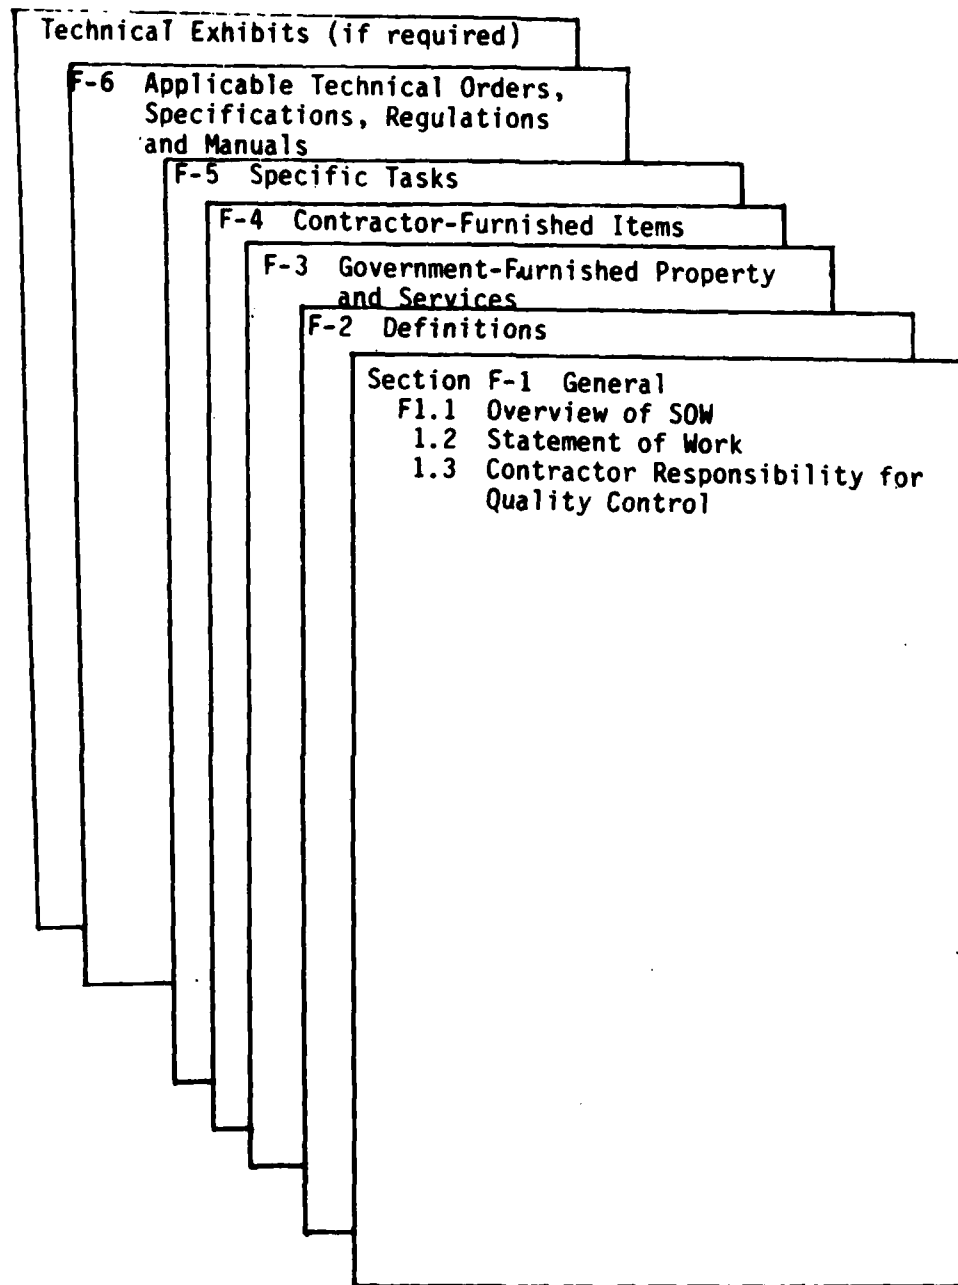 Technical Exhibits (if required)
F-6 Applicable Technical Orders,
Specifications, Regulations
and Manuals
F-5 Specific Tasks
F-4 Contractor-Furnished Items
F-3 Government-Furnished Property
and Services
F-2 Definitions
Section F-1 General
F1.1 Overview of SOW
1.2 Statement of Work
1.3 Contractor Responsibility for
Quality Control